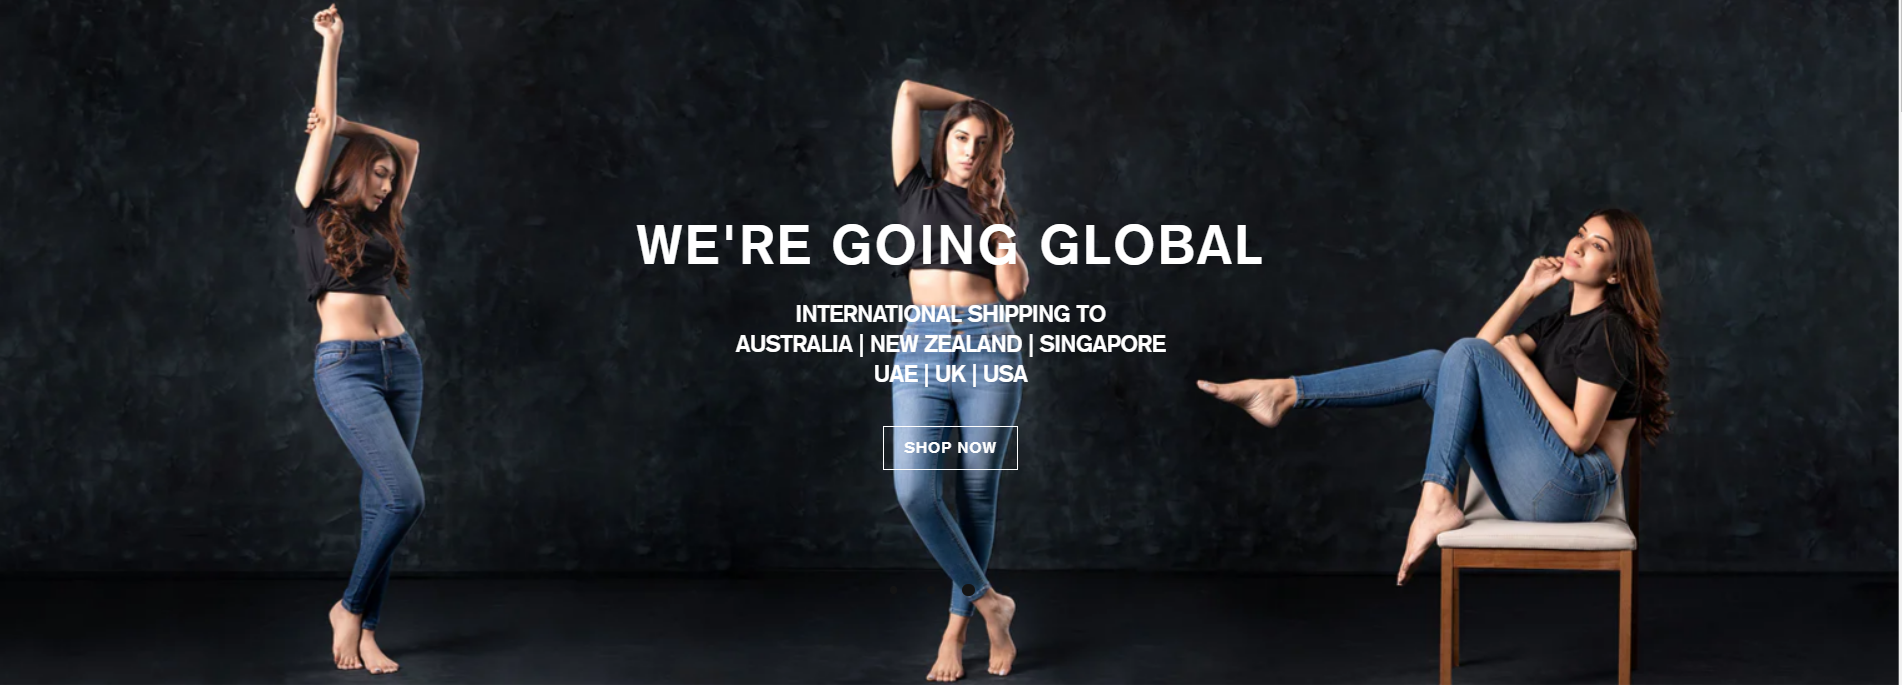 WE'RE GOING GLOBAL
INTERNATIONAL SHIPPING TO
AUSTRALIA | NEW ZEALAND | SINGAPORE
UAE | UK | USA
SHOP NOW